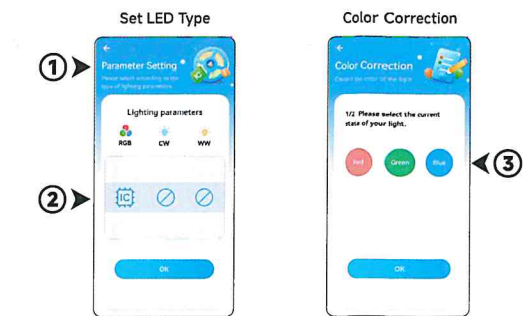 Set LED Type
Color Correction
①
Parameter Setting
Please select according to the
type of lighting parameters
Lighting parameters
RGB CW WW
②
IC
OK
Color Correction
Correct the color of the light
1/2 Please select the current
state of your light.
Red Green Blue
③
OK